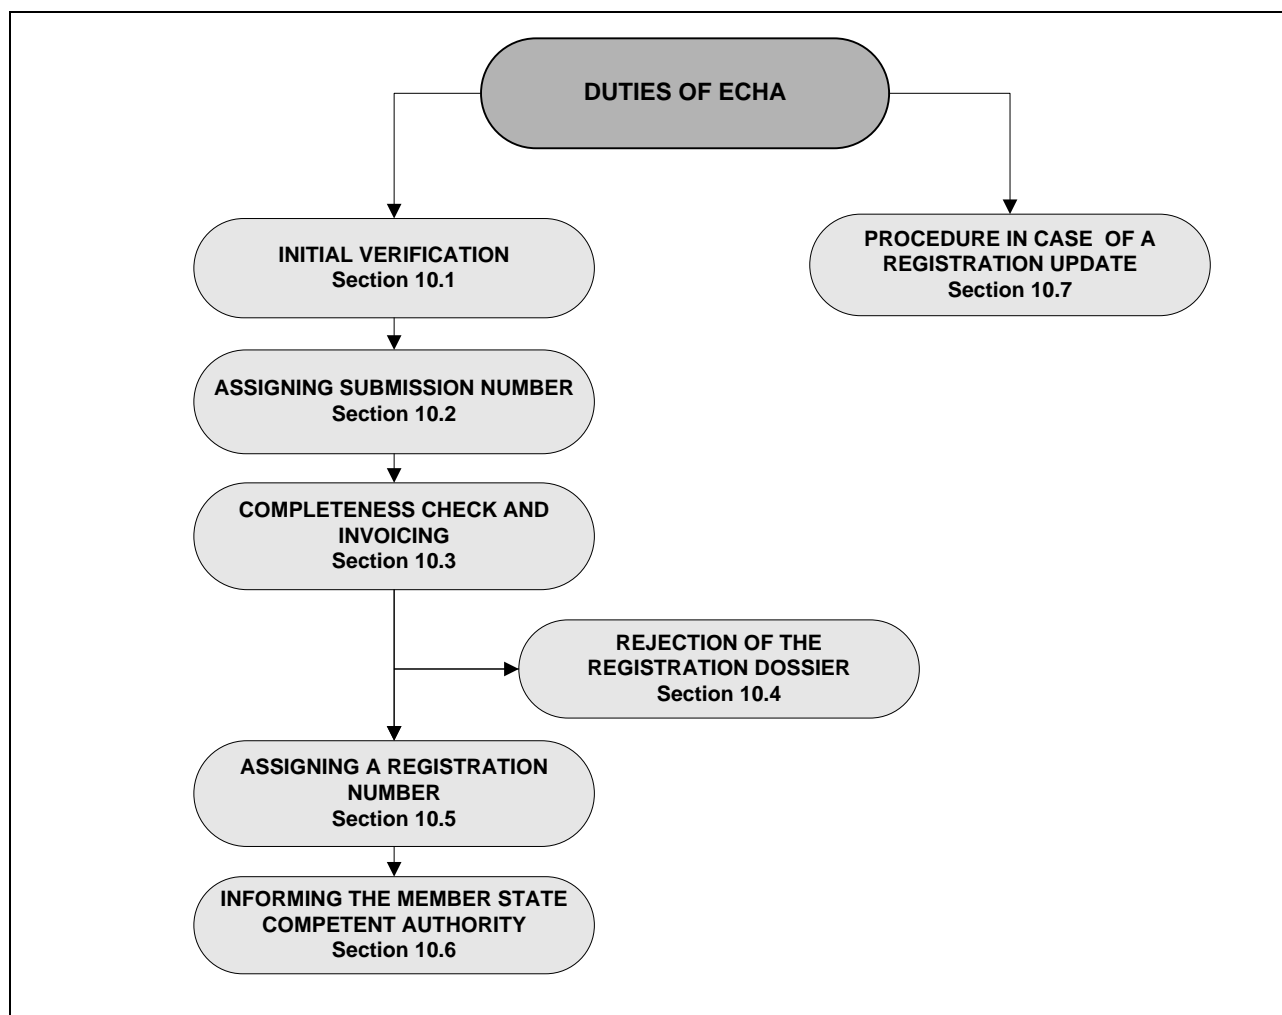 DUTIES OF ECHA
INITIAL VERIFICATION
Section 10.1
PROCEDURE IN CASE OF A
REGISTRATION UPDATE
Section 10.7
ASSIGNING SUBMISSION NUMBER
Section 10.2
COMPLETENESS CHECK AND
INVOICING
Section 10.3
REJECTION OF THE
REGISTRATION DOSSIER
Section 10.4
ASSIGNING A REGISTRATION
NUMBER
Section 10.5
INFORMING THE MEMBER STATE
COMPETENT AUTHORITY
Section 10.6